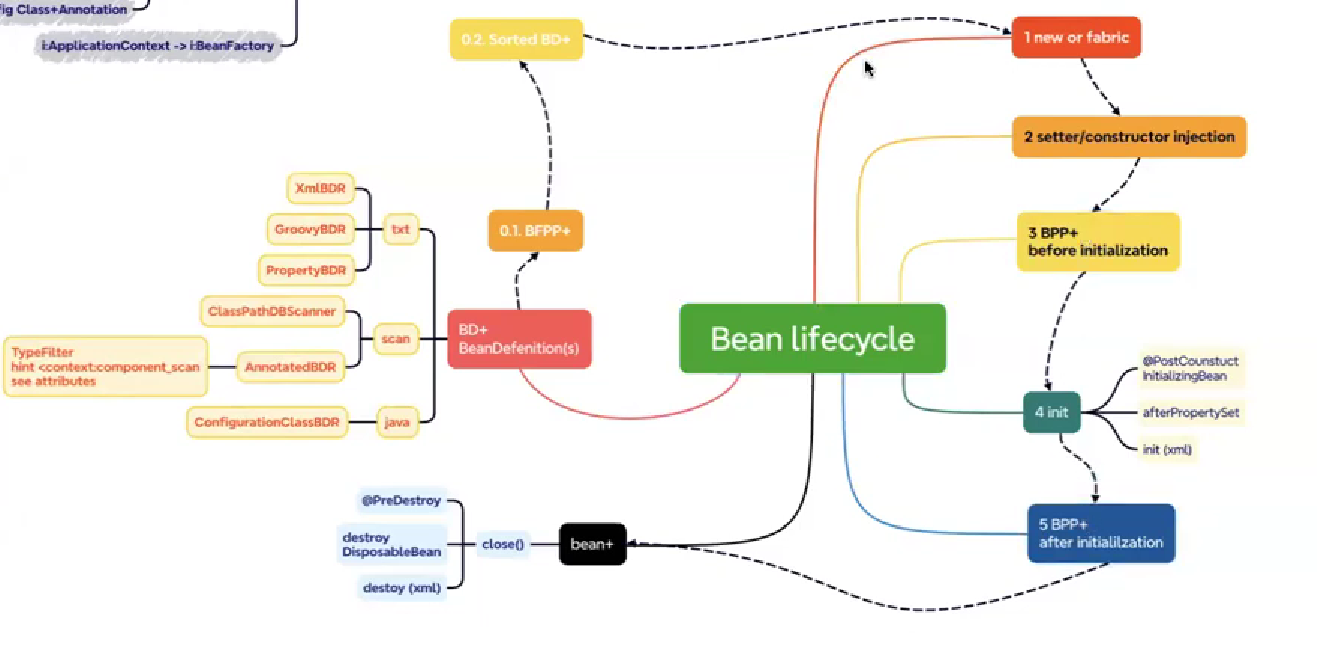 fig Class+Annotation
i:ApplicationContext -> i:BeanFactory
0.2. Sorted BD+
1 new or fabric
2 setter/constructor injection
XmlBDR
GroovyBDR
txt
PropertyBDR
0.1. BFPP+
3 BPP+
before initialization
ClassPathDBScanner
scan
TypeFilter
hint <context:component_scan
see attributes
AnnotatedBDR
ConfigurationClassBDR
java
BD+
BeanDefenition(s)
Bean lifecycle
4 init
@PostCounstuct
InitializingBean
afterPropertySet
init (xml)
@PreDestroy
destroy
DisposableBean
destoy (xml)
close()
bean+
5 BPP+
after initialilzation